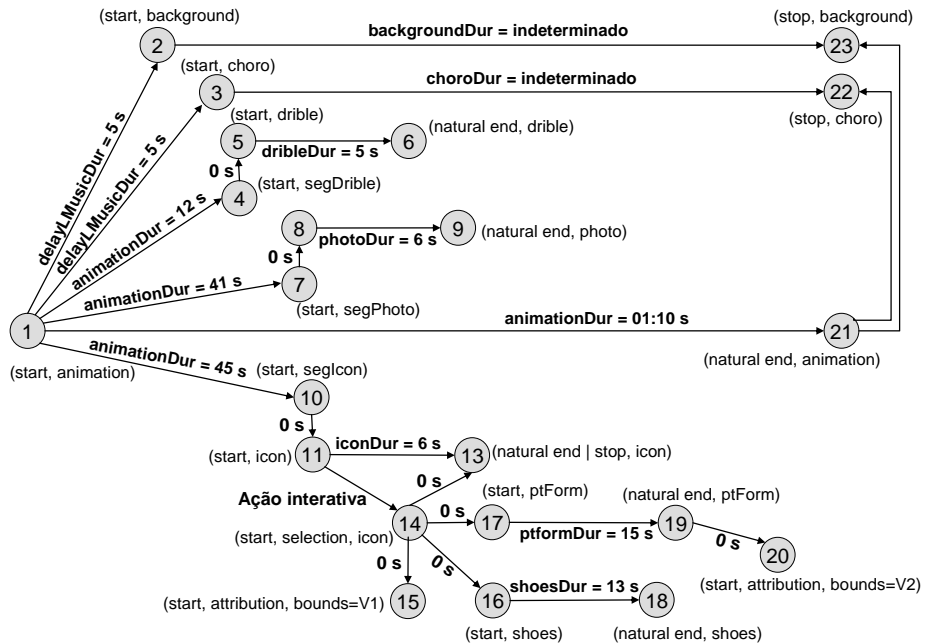 (start, background)
(stop, background)
2
backgroundDur = indeterminado
23
(start, choro)
3
choroDur = indeterminado
22
(start, drible)
(stop, choro)
5
dribleDur = 5 s
6
(natural end, drible)
delayLMusicDur = 5 s
delayLMusicDur = 5 s
0 s
4
(start, segDrible)
animationDur = 12 s
8
photoDur = 6 s
9
(natural end, photo)
0 s
animationDur = 41 s
7
(start, segPhoto)
1
animationDur = 01:10 s
21
(start, animation)
(natural end, animation)
animationDur = 45 s
(start, segIcon)
10
0 s
(start, icon)
11
iconDur = 6 s
13
(natural end | stop, icon)
0 s
Ação interativa
(start, ptForm)
(natural end, ptForm)
14
0 s
17
ptformDur = 15 s
19
0 s
20
(start, selection, icon)
0 s
0 s
(start, attribution, bounds=V2)
(start, attribution, bounds=V1)
15
16
shoesDur = 13 s
18
(start, shoes)
(natural end, shoes)